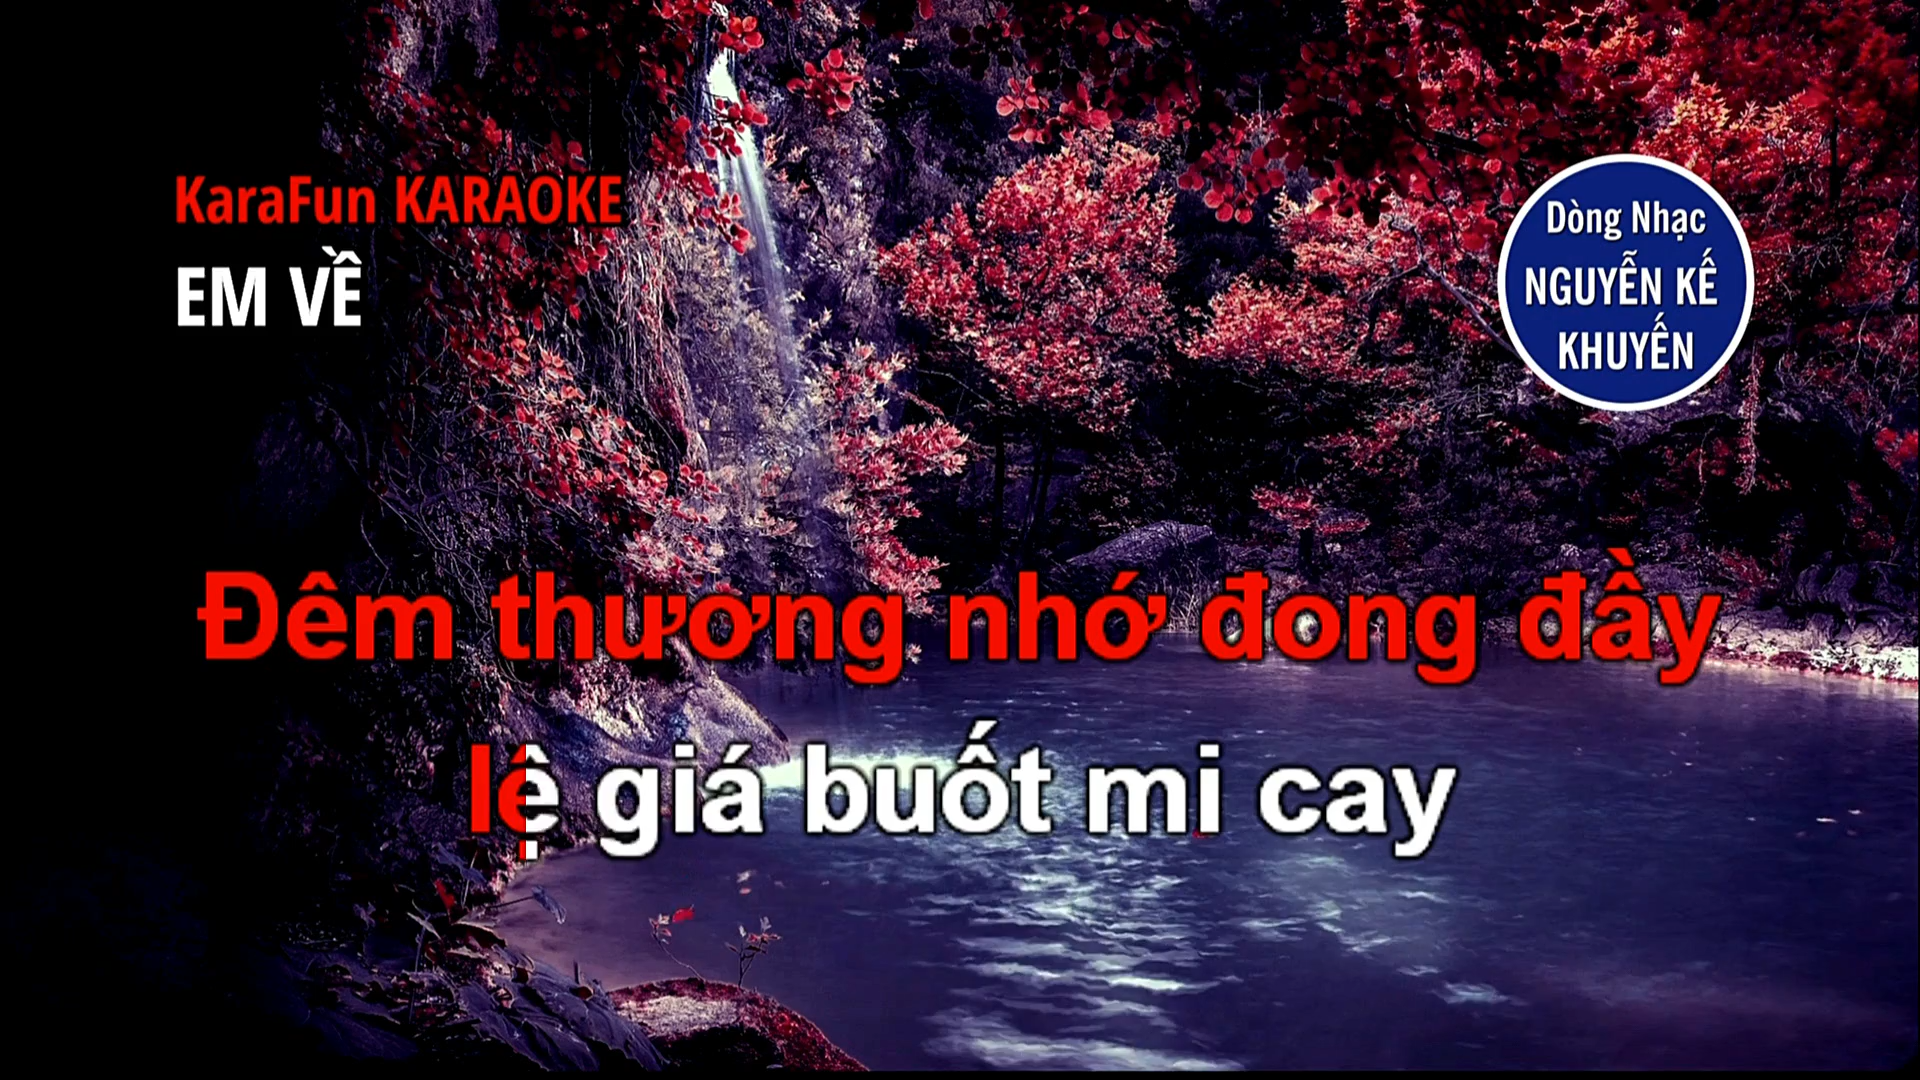 KaraFun KARAOKE
EM VỀ
Dòng Nhạc
NGUYỄN KẾ
KHUYẾN
Đêm thương nhớ đong đầy
lệ giá buốt mi cay